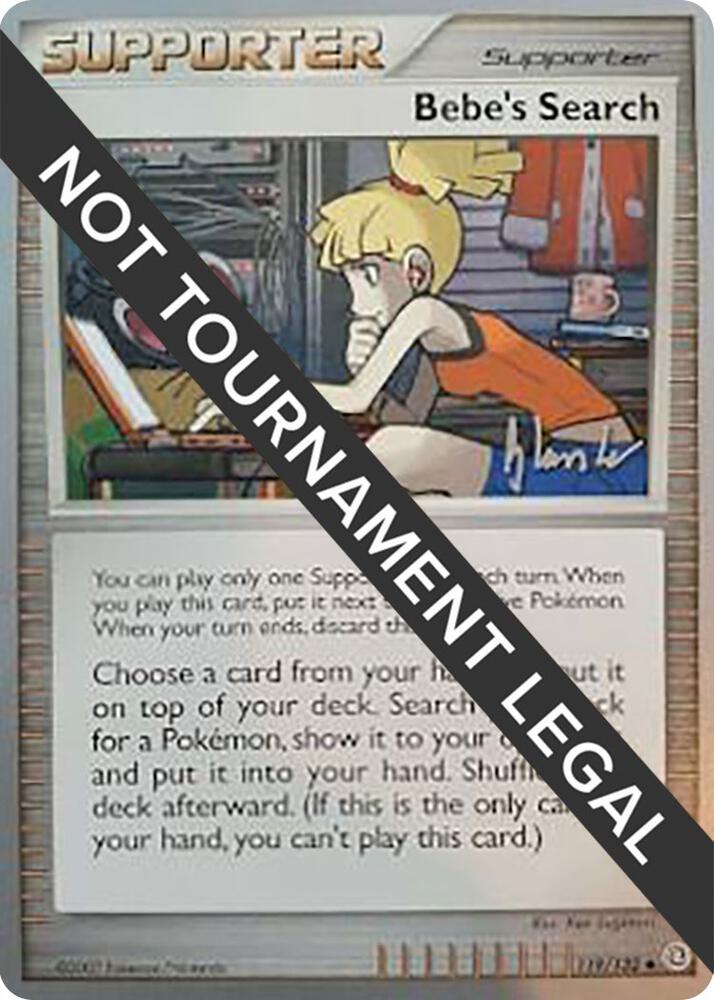 SUPPORTER
Supporter
Bebe's Search
NOT TOURNAMENT LEGAL
You can play only one Suppo ch turn. When
you play this card, put it next ve Pokémon.
When your turn ends, discard th
Choose a card from your ha ut it
on top of your deck. Search ck
for a Pokémon, show it to your o
and put it into your hand. Shuffl
deck afterward. (If this is the only ca
your hand, you can't play this card.)
119/132